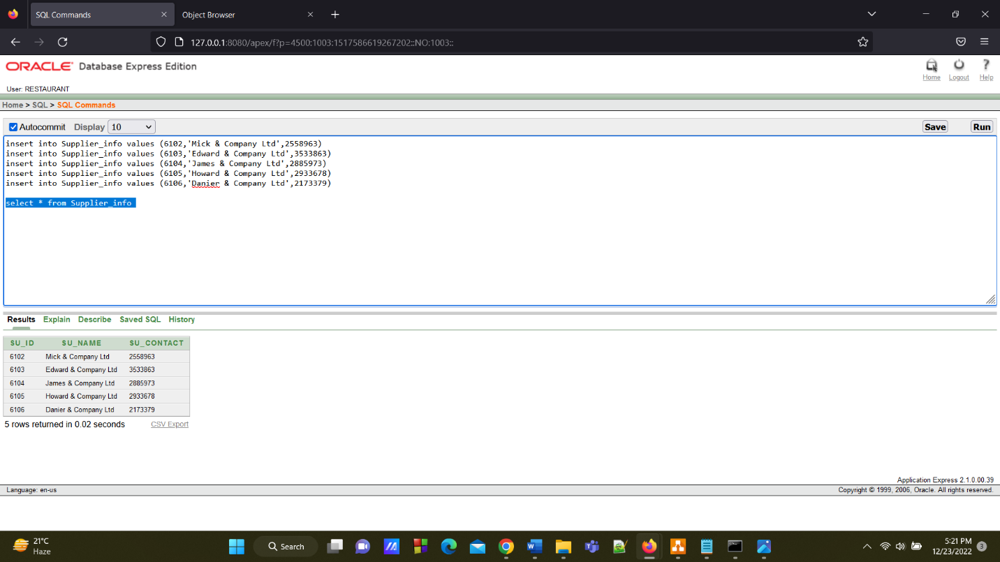 SQL Commands
Object Browser
127.0.0.1:8080/apex/f?p=4500:1003:1517586619267202::NO:1003::
ORACLE Database Express Edition
Home Logout Help
User: RESTAURANT
Home > SQL > SQL Commands
Autocommit Display 10 Save Run
insert into Supplier_info values (6102,'Mick & Company Ltd',2558963)
insert into Supplier_info values (6103,'Edward & Company Ltd',3533863)
insert into Supplier_info values (6104,'James & Company Ltd',2885973)
insert into Supplier_info values (6105,'Howard & Company Ltd',2933678)
insert into Supplier_info values (6106,'Danier & Company Ltd',2173379)
select * from Supplier_info
Results Explain Describe Saved SQL History
SU_ID SU_NAME SU_CONTACT
6102 Mick & Company Ltd 2558963
6103 Edward & Company Ltd 3533863
6104 James & Company Ltd 2885973
6105 Howard & Company Ltd 2933678
6106 Danier & Company Ltd 2173379
5 rows returned in 0.02 seconds CSV Export
Application Express 2.1.0.00.39
Language: en-us Copyright © 1999, 2006, Oracle. All rights reserved.
21°C
Haze
Search
5:21 PM
12/23/2022
3